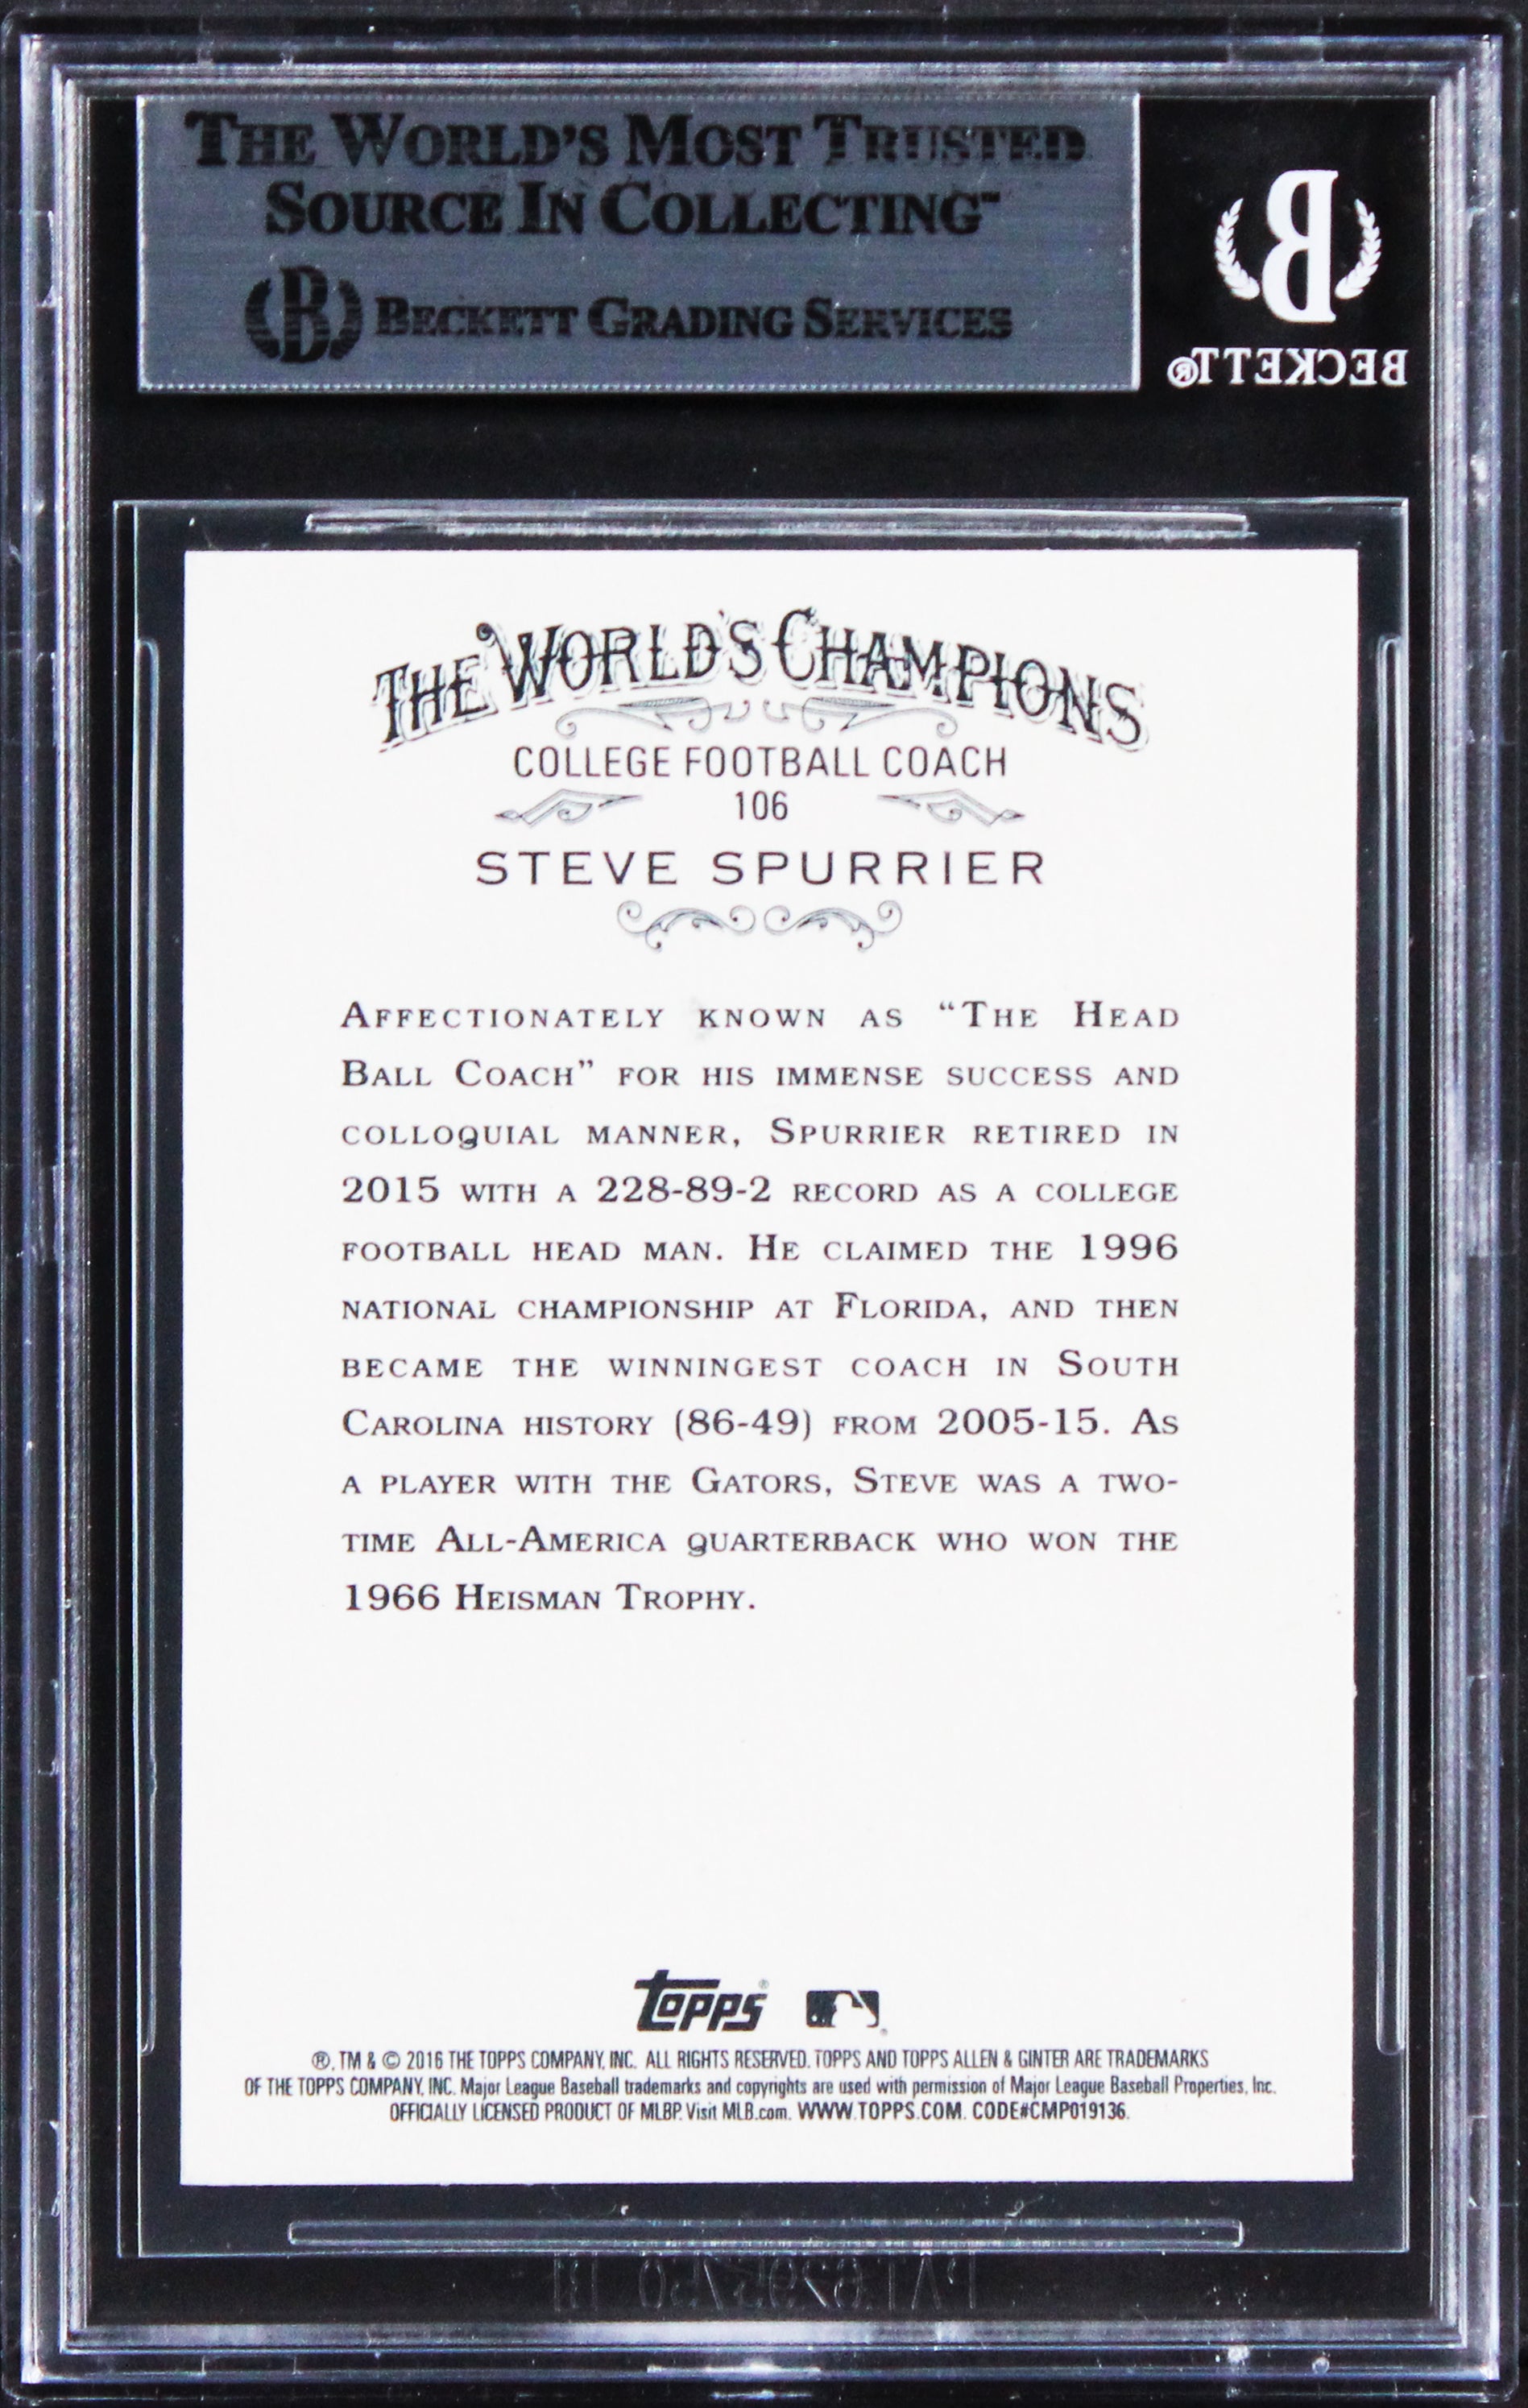 THE WORLD'S MOST TRUSTED
SOURCE IN COLLECTING™
B BECKETT GRADING SERVICES
B
BECKETT®
THE WORLD'S CHAMPIONS
COLLEGE FOOTBALL COACH
106
STEVE SPURRIER
AFFECTIONATELY KNOWN AS “THE HEAD
BALL COACH” FOR HIS IMMENSE SUCCESS AND
COLLOQUIAL MANNER, SPURRIER RETIRED IN
2015 WITH A 228-89-2 RECORD AS A COLLEGE
FOOTBALL HEAD MAN. HE CLAIMED THE 1996
NATIONAL CHAMPIONSHIP AT FLORIDA, AND THEN
BECAME THE WINNINGEST COACH IN SOUTH
CAROLINA HISTORY (86-49) FROM 2005-15. AS
A PLAYER WITH THE GATORS, STEVE WAS A TWO-
TIME ALL-AMERICA QUARTERBACK WHO WON THE
1966 HEISMAN TROPHY.
Topps®
®, TM & © 2016 THE TOPPS COMPANY, INC. ALL RIGHTS RESERVED. TOPPS AND TOPPS ALLEN & GINTER ARE TRADEMARKS
OF THE TOPPS COMPANY, INC. Major League Baseball trademarks and copyrights are used with permission of Major League Baseball Properties, Inc.
OFFICIALLY LICENSED PRODUCT OF MLBP. Visit MLB.com. WWW.TOPPS.COM. CODE#CMP019136.